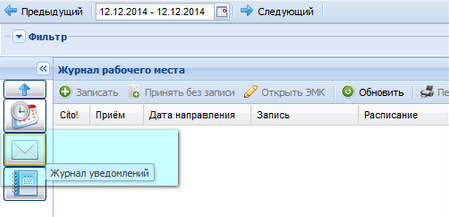 Предыдущий 12.12.2014 - 12.12.2014 Следующий
Фильтр
Журнал рабочего места
Записать Принять без записи Открыть ЭМК Обновить Пе
Cito! Приём Дата направления Запись Расписание
Журнал уведомлений